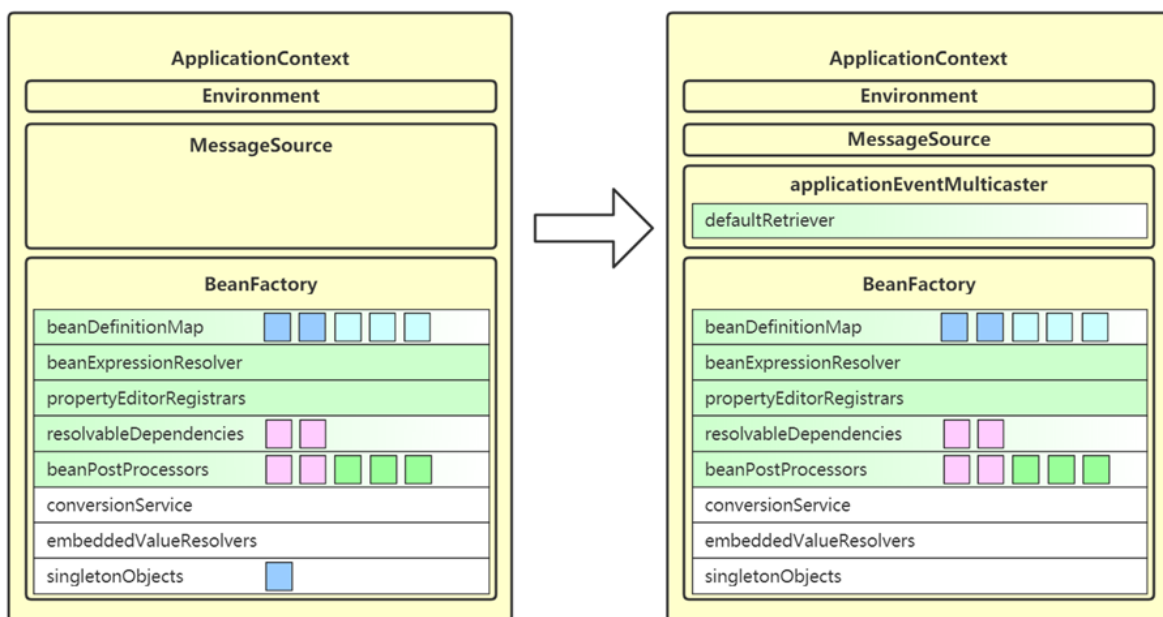 ApplicationContext
Environment
MessageSource
BeanFactory
beanDefinitionMap
beanExpressionResolver
propertyEditorRegistrars
resolvableDependencies
beanPostProcessors
conversionService
embeddedValueResolvers
singletonObjects
ApplicationContext
Environment
MessageSource
applicationEventMulticaster
defaultRetriever
BeanFactory
beanDefinitionMap
beanExpressionResolver
propertyEditorRegistrars
resolvableDependencies
beanPostProcessors
conversionService
embeddedValueResolvers
singletonObjects